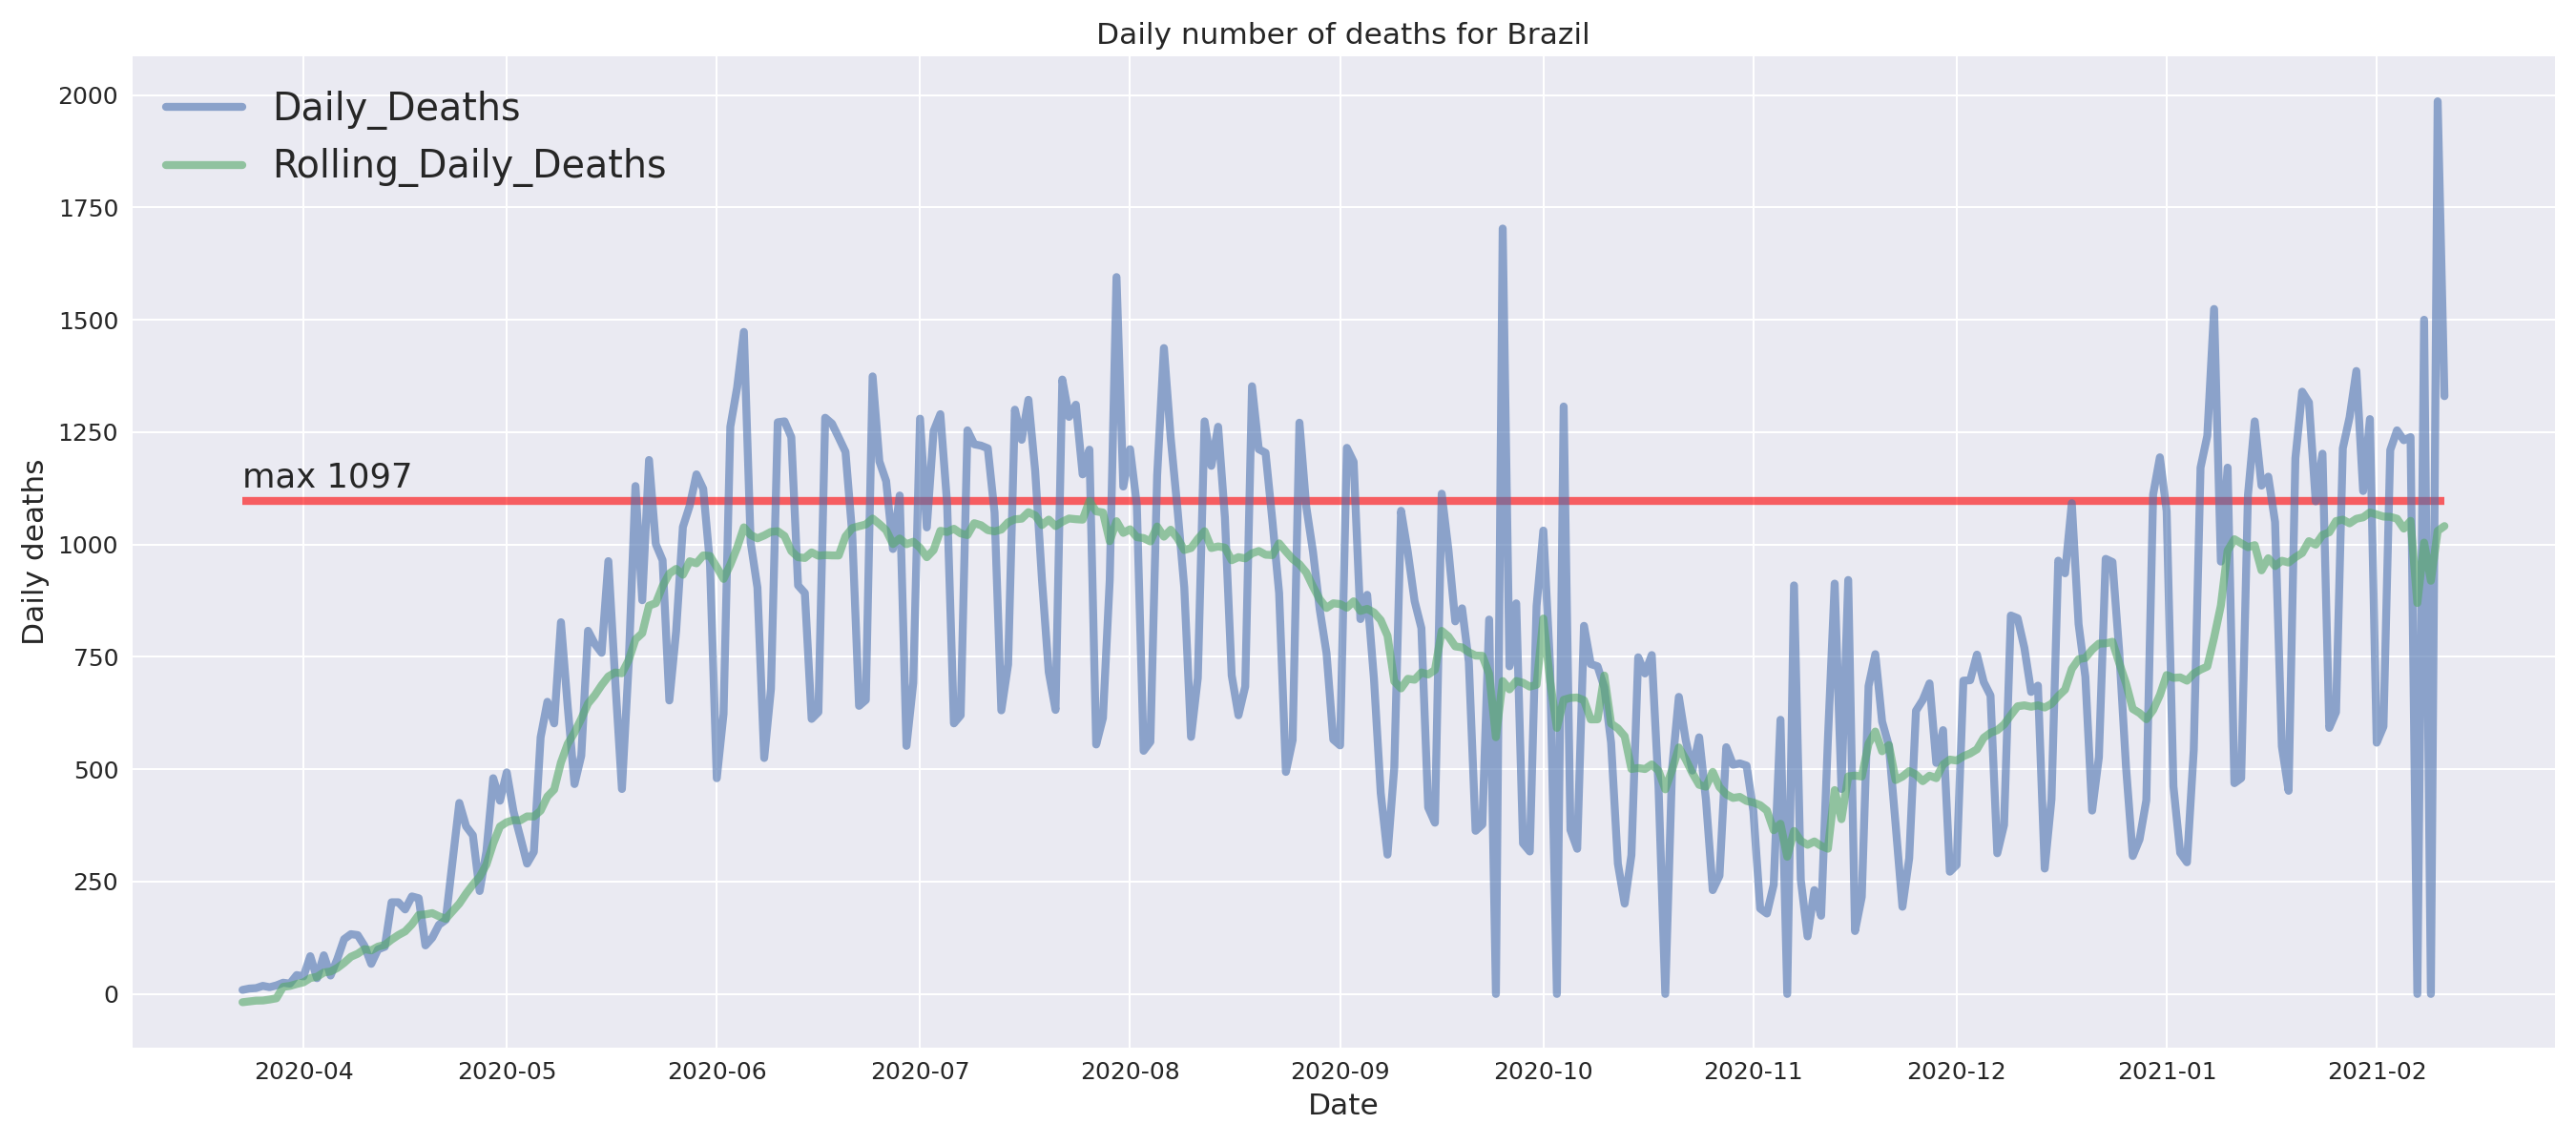 Daily number of deaths for Brazil
Daily_Deaths
Rolling_Daily_Deaths
max 1097
Daily deaths
2000
1750
1500
1250
1000
750
500
250
0
2020-04 2020-05 2020-06 2020-07 2020-08 2020-09 2020-10 2020-11 2020-12 2021-01 2021-02
Date